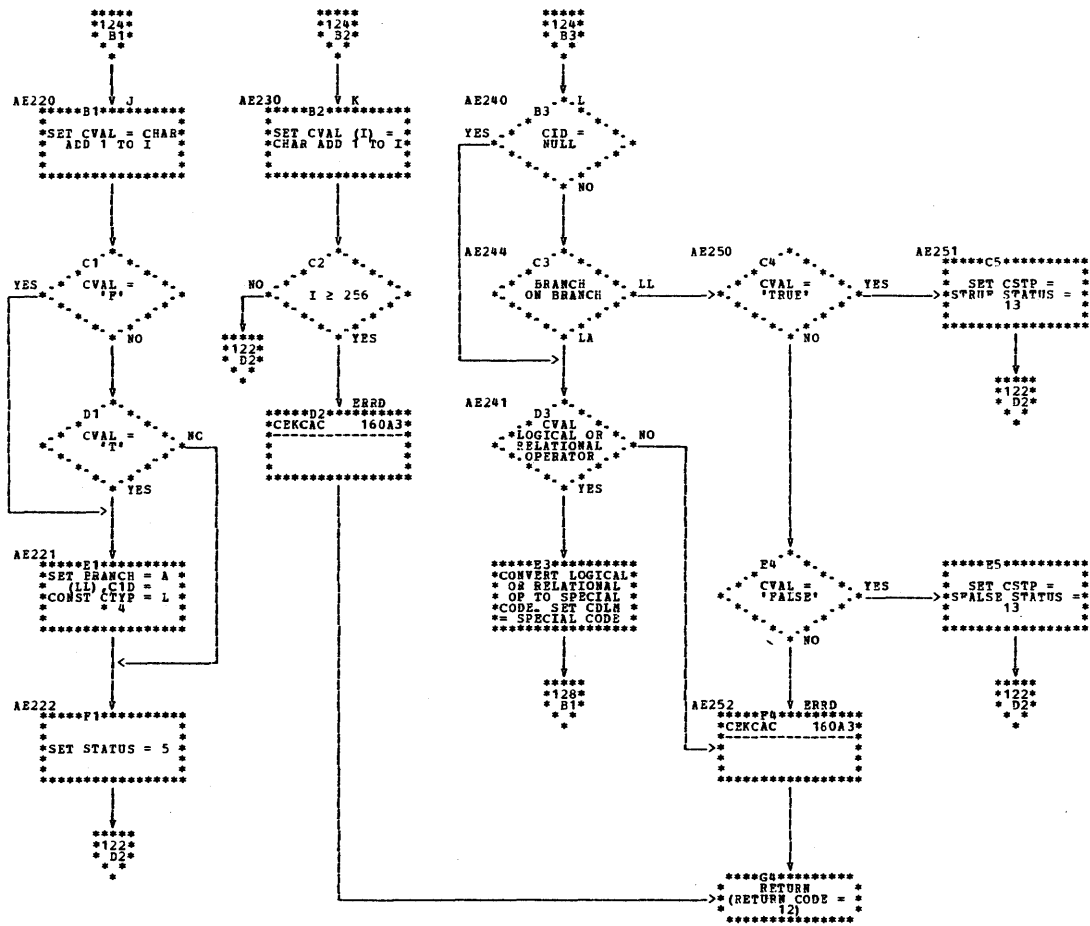 124
B1
124
B2
124
B3
AE220
J
B1
SET CVAL = CHAR
ADD 1 TO I
AE230
K
B2
SET CVAL (I) =
CHAR ADD 1 TO I
AE240
L
B3
CID =
NULL
YES
NO
C1
CVAL =
'F'
YES
NO
C2
I ≥ 256
NO
YES
122
D2
AE244
C3
BRANCH
ON BRANCH
LL
LA
AE250
C4
CVAL =
'TRUE'
YES
NO
AE251
C5
SET CSTP =
STRUE STATUS =
13
122
D2
D1
CVAL =
'T'
NC
YES
ERRD
D2
CEKCAC 160A3
AE241
D3
CVAL
LOGICAL OR
RELATIONAL
OPERATOR
NO
YES
AE221
E1
SET BRANCH = A
(LL) CID =
CONST CTYP = L
* 4
E3
CONVERT LOGICAL
OR RELATIONAL
OP TO SPECIAL
CODE. SET CDLM
= SPECIAL CODE
E4
CVAL =
'FALSE'
YES
NO
E5
SET CSTP =
SFALSE STATUS =
13
128
B1
122
D2
AE222
F1
SET STATUS = 5
AE252
ERRD
F4
CEKCAC 160A3
122
D2
G4
RETURN
(RETURN CODE =
12)